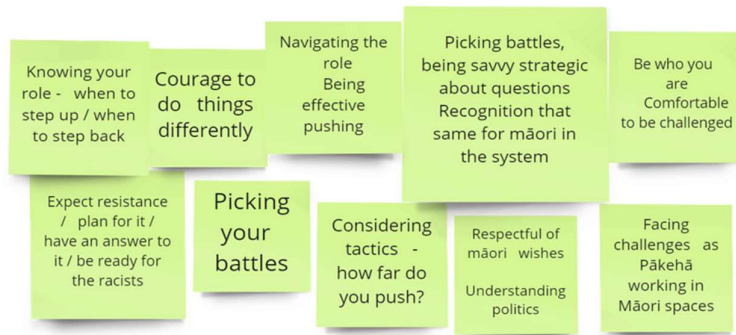 Knowing your
role - when to
step up / when
to step back
Courage to
do things
differently
Navigating the
role
Being
effective
pushing
Picking battles,
being savvy strategic
about questions
Recognition that
same for māori in
the system
Be who you
are
Comfortable
to be challenged
Expect resistance
/ plan for it /
have an answer to
it / be ready for
the racists
Picking
your
battles
Considering
tactics -
how far do
you push?
Respectful of
māori wishes
Understanding
politics
Facing
challenges as
Pākehā
working in
Māori spaces